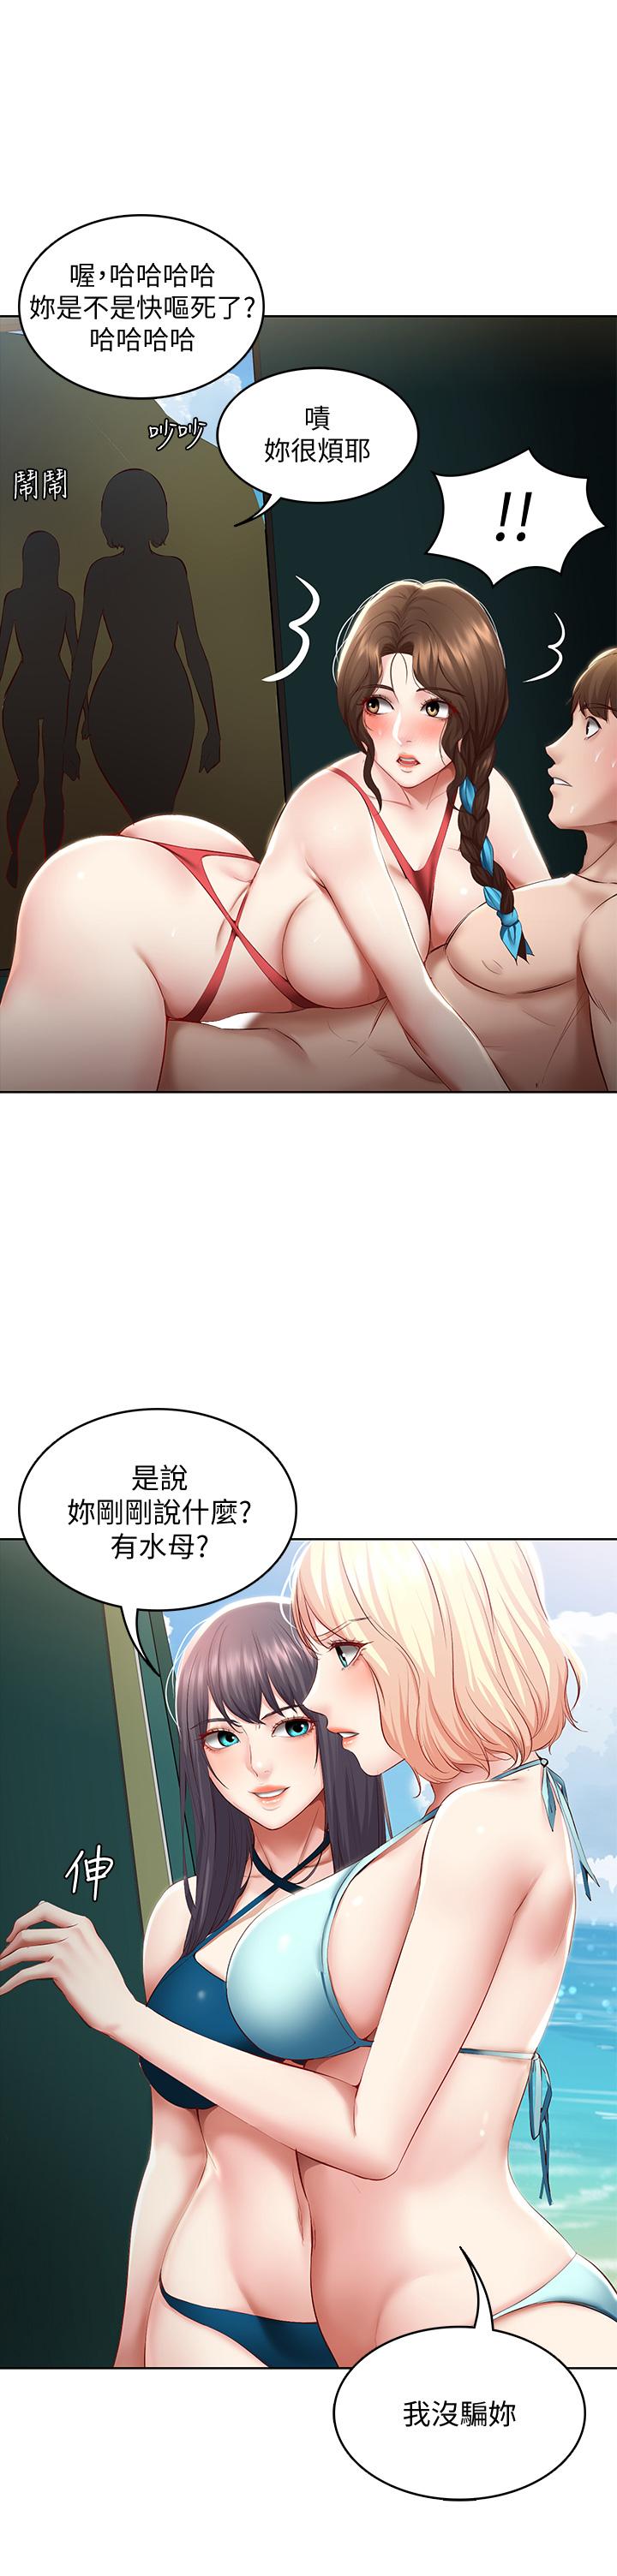 喔，哈哈哈哈
妳是不是快嘔死了?
哈哈哈哈
吵吵
嘖
妳很煩耶
鬧鬧
!!
是說
妳剛剛說什麼?
有水母?
伸
我沒騙妳